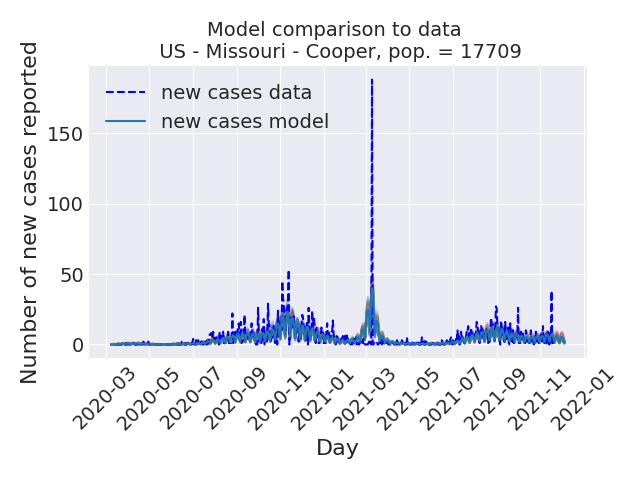 Model comparison to data
US - Missouri - Cooper, pop. = 17709
new cases data
new cases model
Number of new cases reported
150
100
50
0
2020-03
2020-05
2020-07
2020-09
2020-11
2021-01
2021-03
2021-05
2021-07
2021-09
2021-11
2022-01
Day